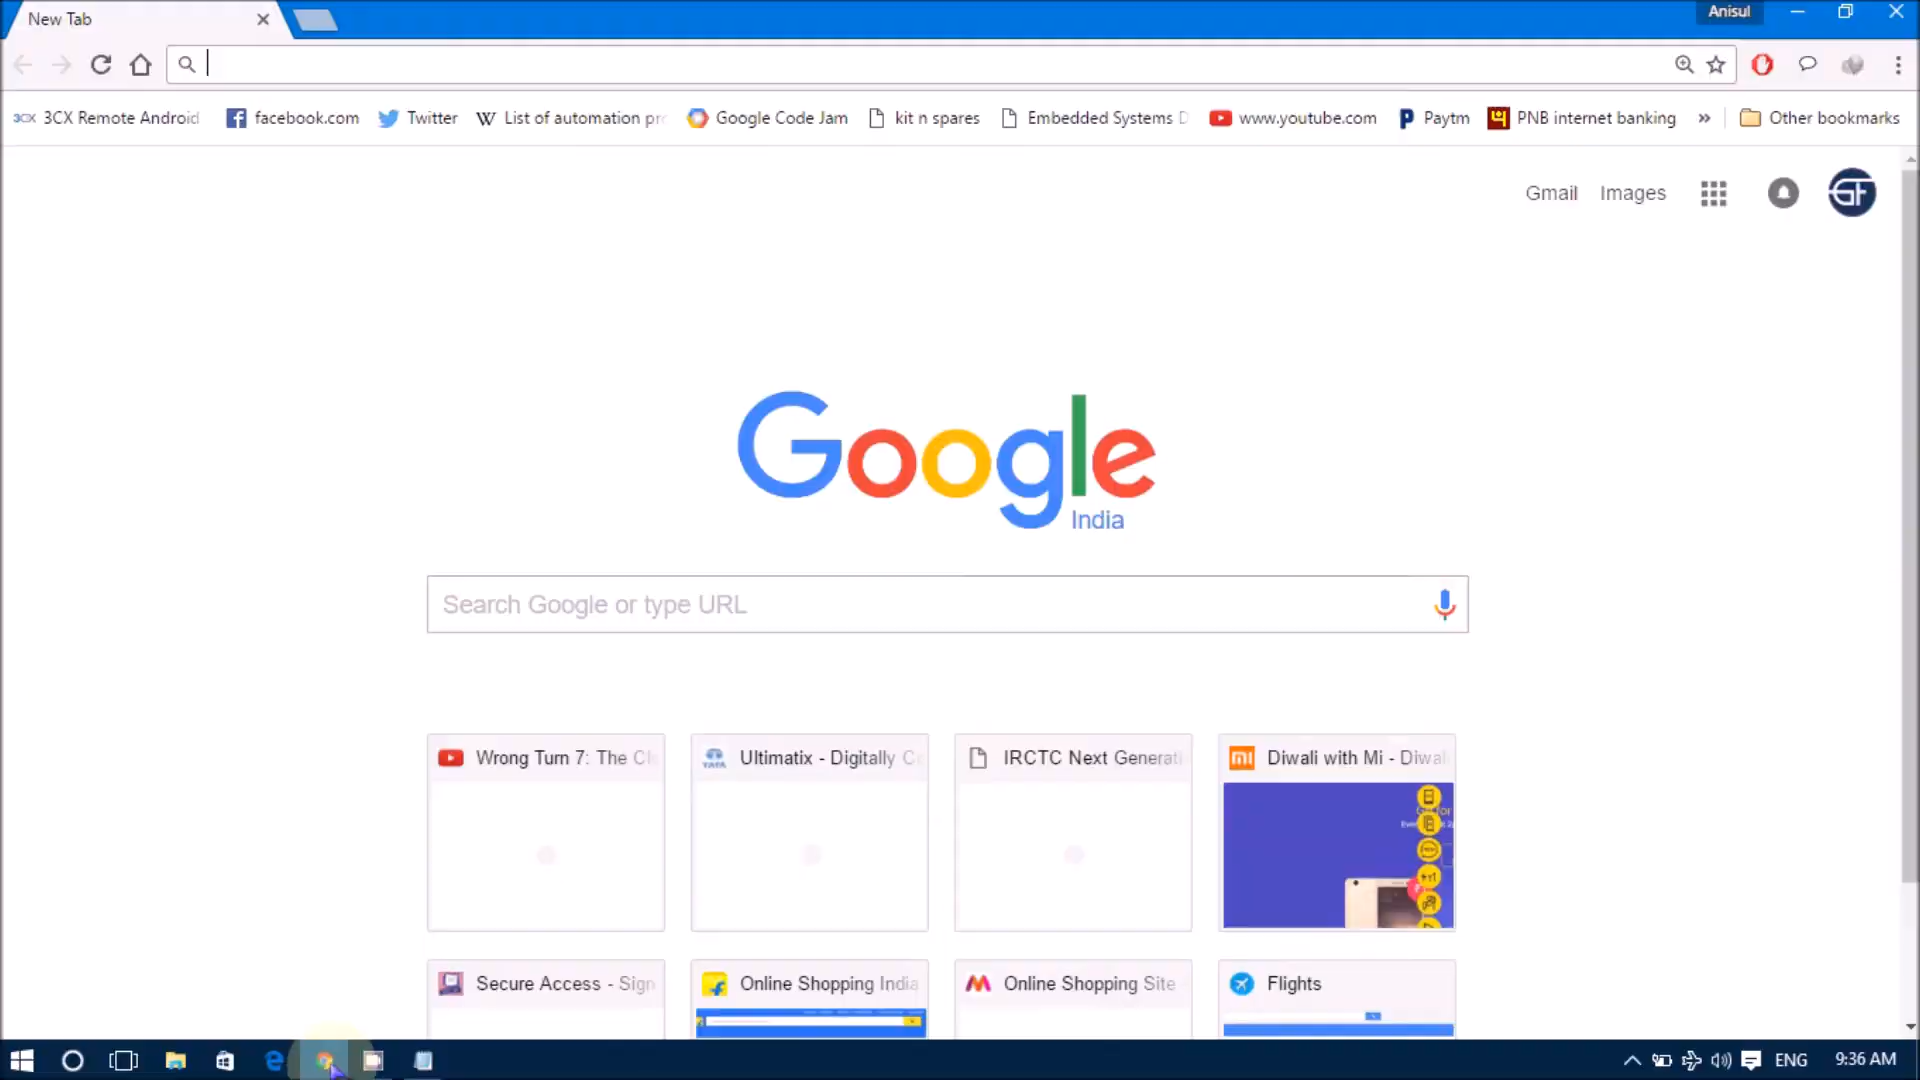 New Tab
Anisul
3CX Remote Android
facebook.com
Twitter
List of automation pr
Google Code Jam
kit n spares
Embedded Systems D
www.youtube.com
Paytm
PNB internet banking
»
Other bookmarks
Gmail
Images
Google
India
Search Google or type URL
Wrong Turn 7: The Cl
Ultimatix - Digitally Co
IRCTC Next Generati
Diwali with Mi - Diwal
Secure Access - Sign
Online Shopping India
Online Shopping Site
Flights
ENG
9:36 AM